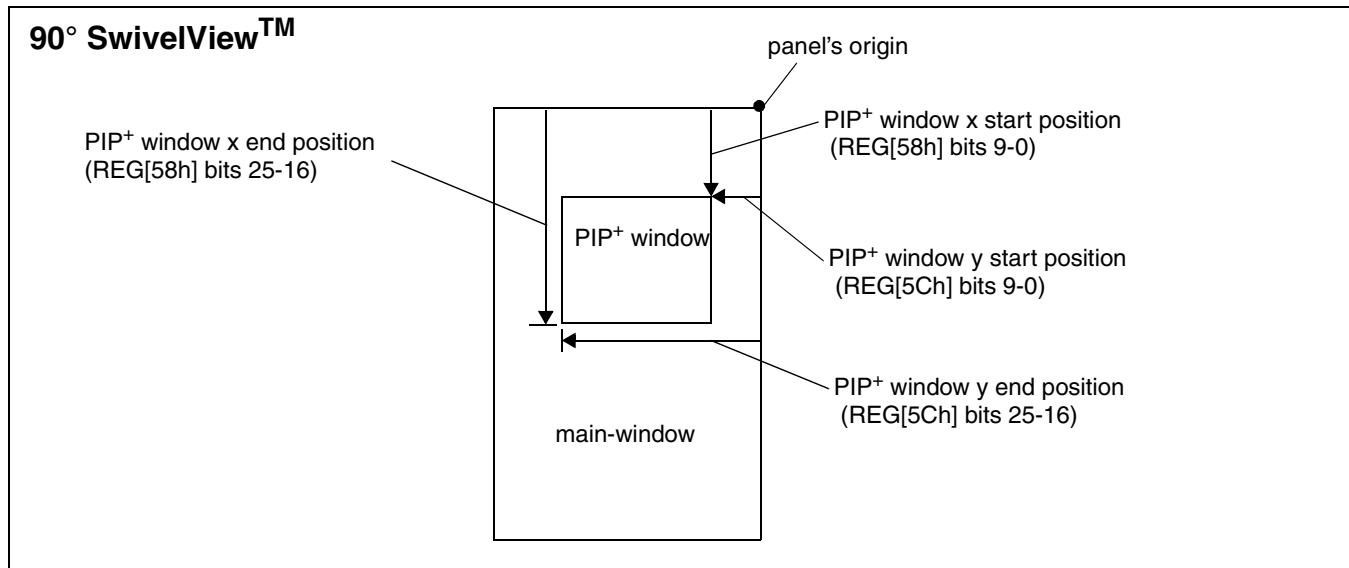 90° SwivelView™
panel's origin
PIP+ window x end position
(REG[58h] bits 25-16)
PIP+ window x start position
(REG[58h] bits 9-0)
PIP+ window
PIP+ window y start position
(REG[5Ch] bits 9-0)
PIP+ window y end position
(REG[5Ch] bits 25-16)
main-window